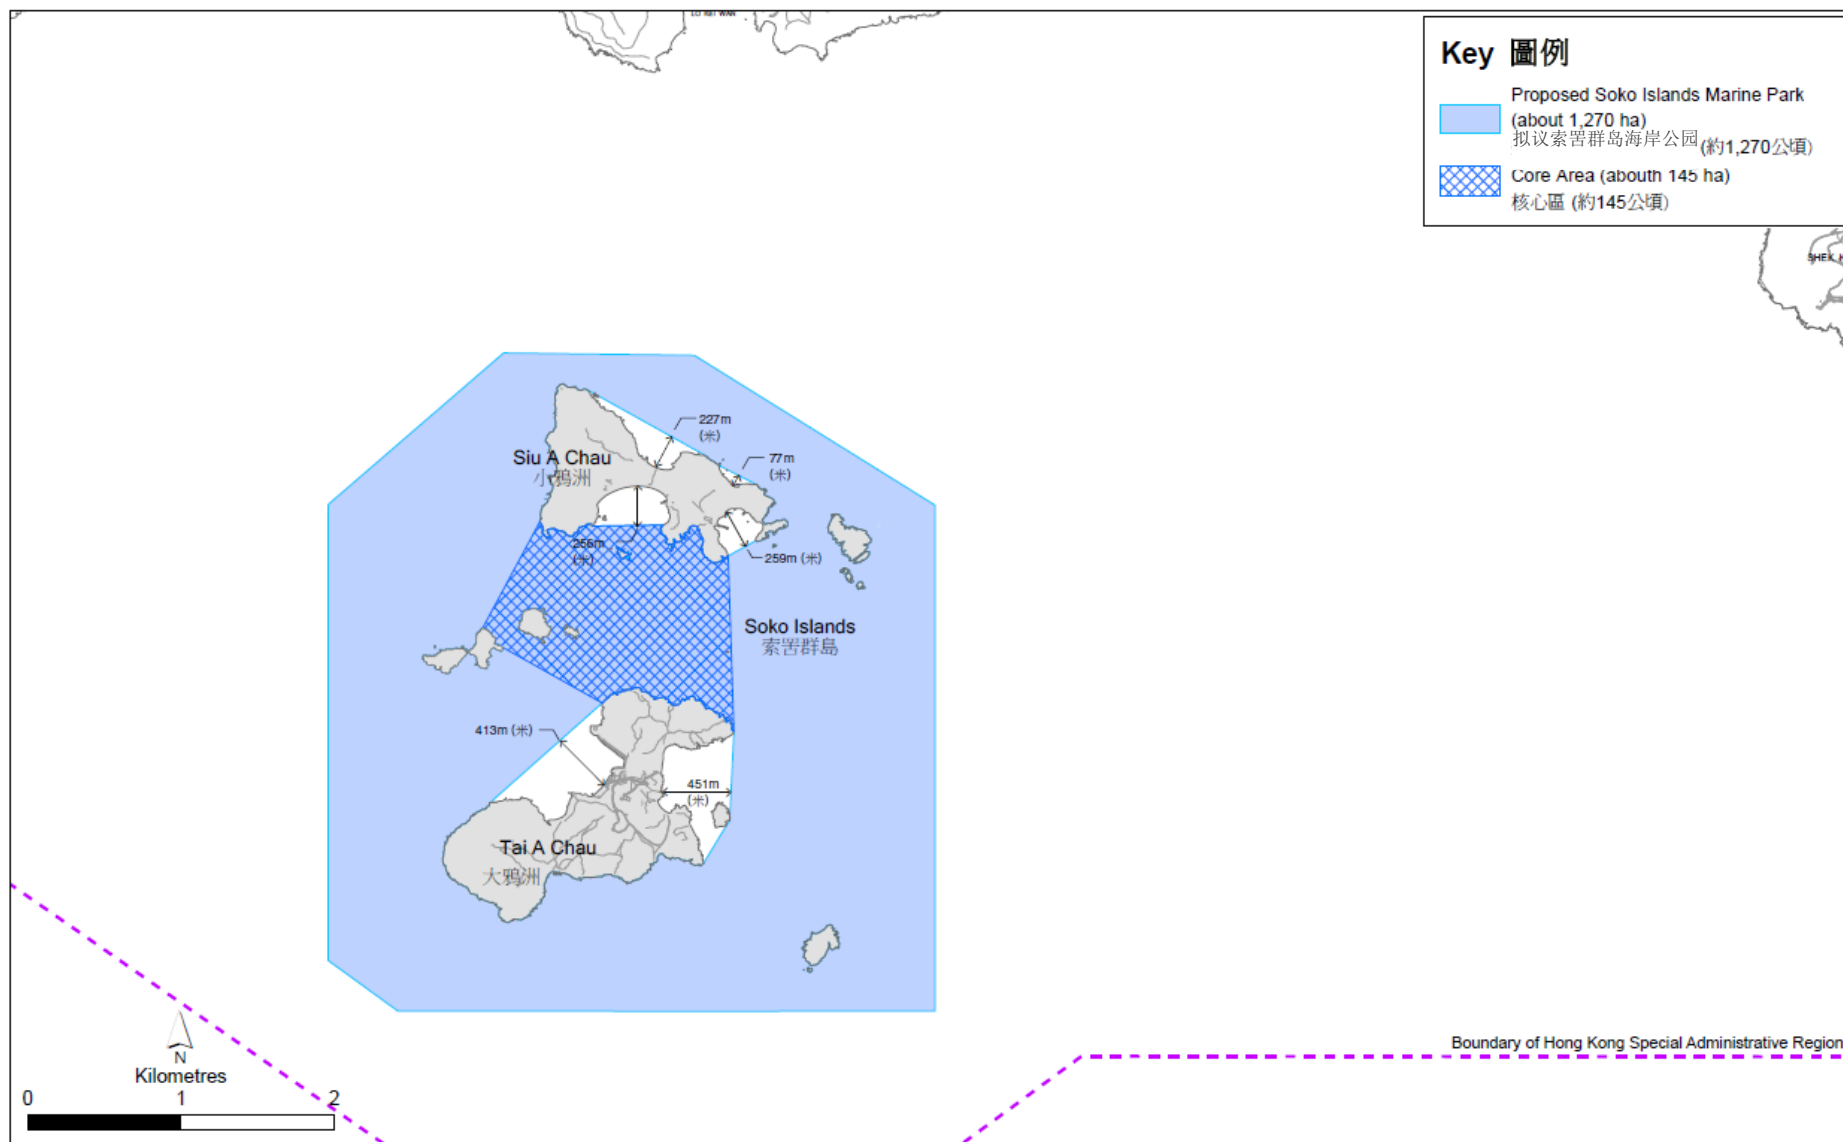 LO KEI WAN
Key 圖例
Proposed Soko Islands Marine Park
(about 1,270 ha)
拟议索罟群岛海岸公园 (約1,270公頃)
Core Area (abouth 145 ha)
核心區 (約145公頃)
SHEK
227m
(米)
77m
(米)
Siu A Chau
小鴉洲
256m
(米)
259m (米)
Soko Islands
索罟群島
413m (米)
451m
(米)
Tai A Chau
大鴉洲
N
Kilometres
0 1 2
Boundary of Hong Kong Special Administrative Region